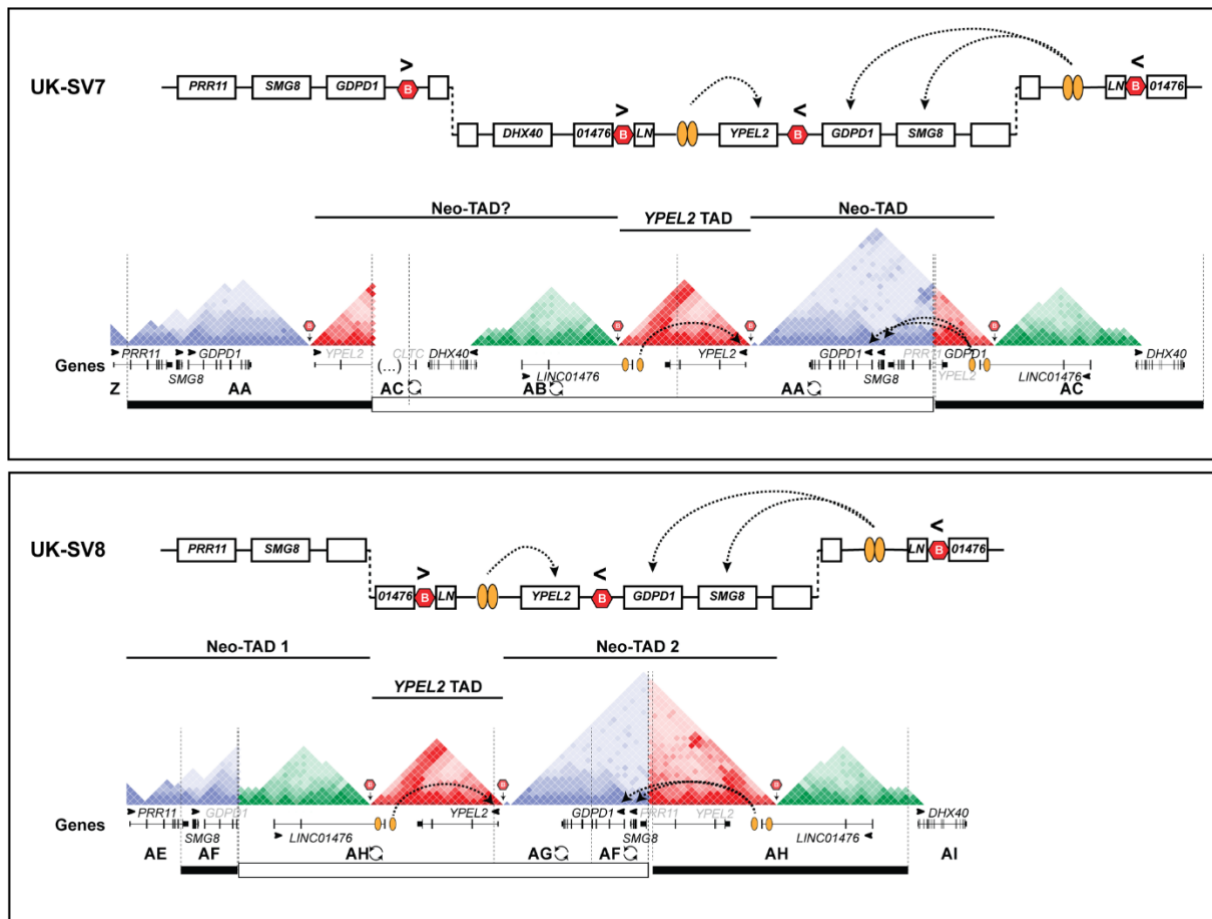 UK-SV7
> <
PRR11 SMG8 GDPD1 B B LN 01476
> <
DHX40 01476 B LN YPEL2 B GDPD1 SMG8
Neo-TAD? YPEL2 TAD Neo-TAD
B B B B
PRR11 GDPD1 YPEL2 CLTC DHX40 YPEL2 GDPD1 PRR11 GDPD1 DHX40
Genes (...)
SMG8 LINC01476 SMG8 YPEL2 LINC01476
Z AA AC AB AA AC
UK-SV8
<
PRR11 SMG8 LN B 01476
> <
01476 B LN YPEL2 B GDPD1 SMG8
Neo-TAD 1 Neo-TAD 2
YPEL2 TAD
B B B
PRR11 GDPD1 YPEL2 GDPD1 PRR11 YPEL2 DHX40
Genes
SMG8 LINC01476 SMG8 LINC01476
AE AF AH AG AF AH AI